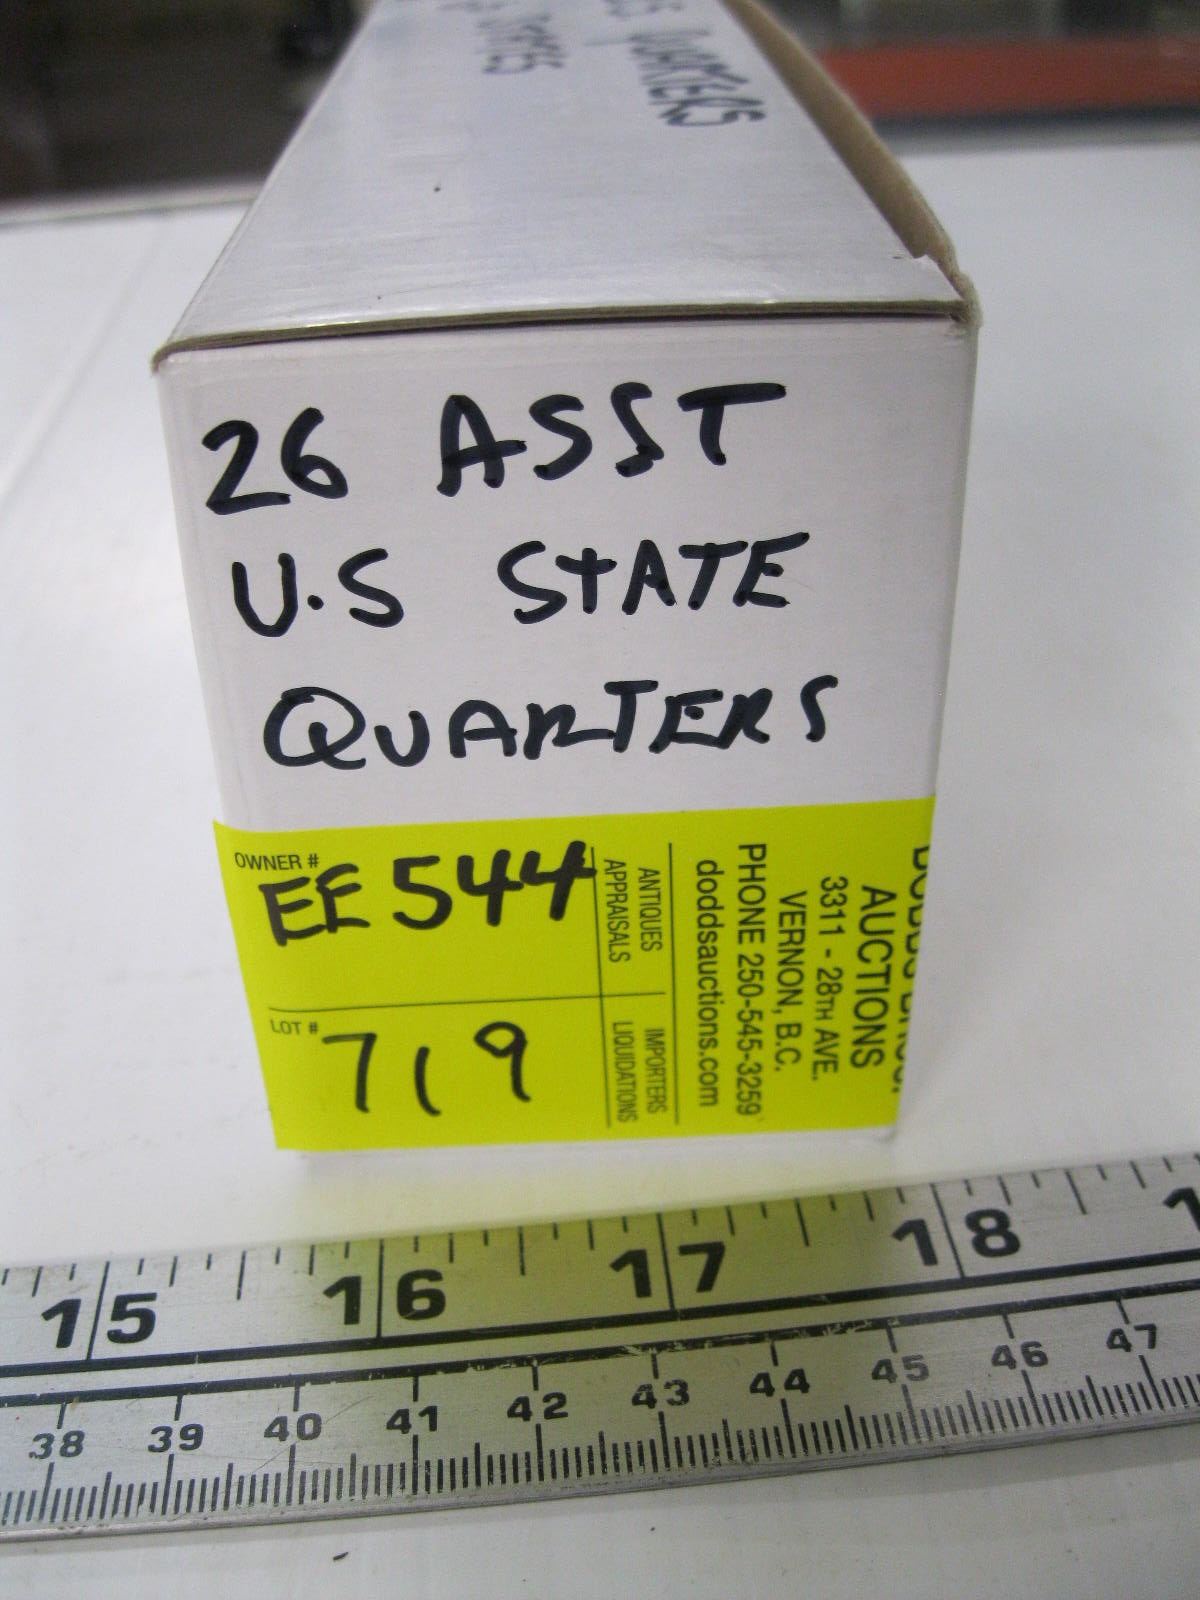 QUARTERS
26 ASST
U.S STATE
QUARTERS
OWNER #
EE 544
LOT #
719
ANTIQUES
APPRAISALS
IMPORTERS
LIQUIDATIONS
AUCTIONS
3311 - 28TH AVE.
VERNON, B.C.
PHONE 250-545-3259
doddsauctions.com
15 16 17 18
38 39 40 41 42 43 44 45 46 47